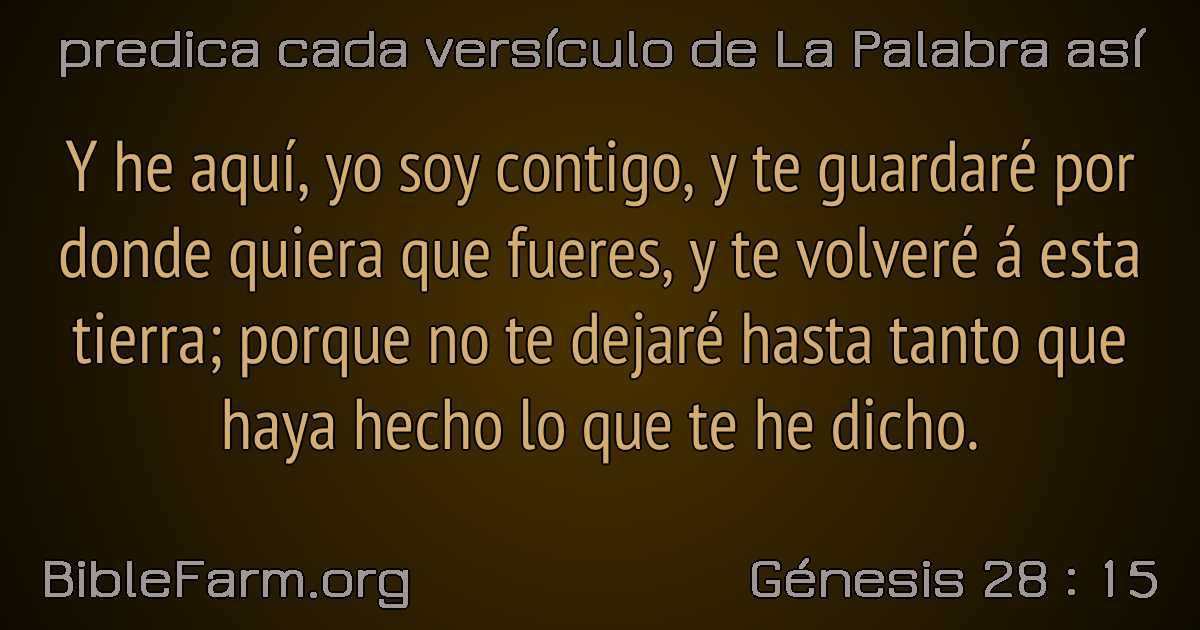 predica cada versículo de La Palabra así
Y he aquí, yo soy contigo, y te guardaré por
donde quiera que fueres, y te volveré á esta
tierra; porque no te dejaré hasta tanto que
haya hecho lo que te he dicho.
BibleFarm.org
Génesis 28 : 15